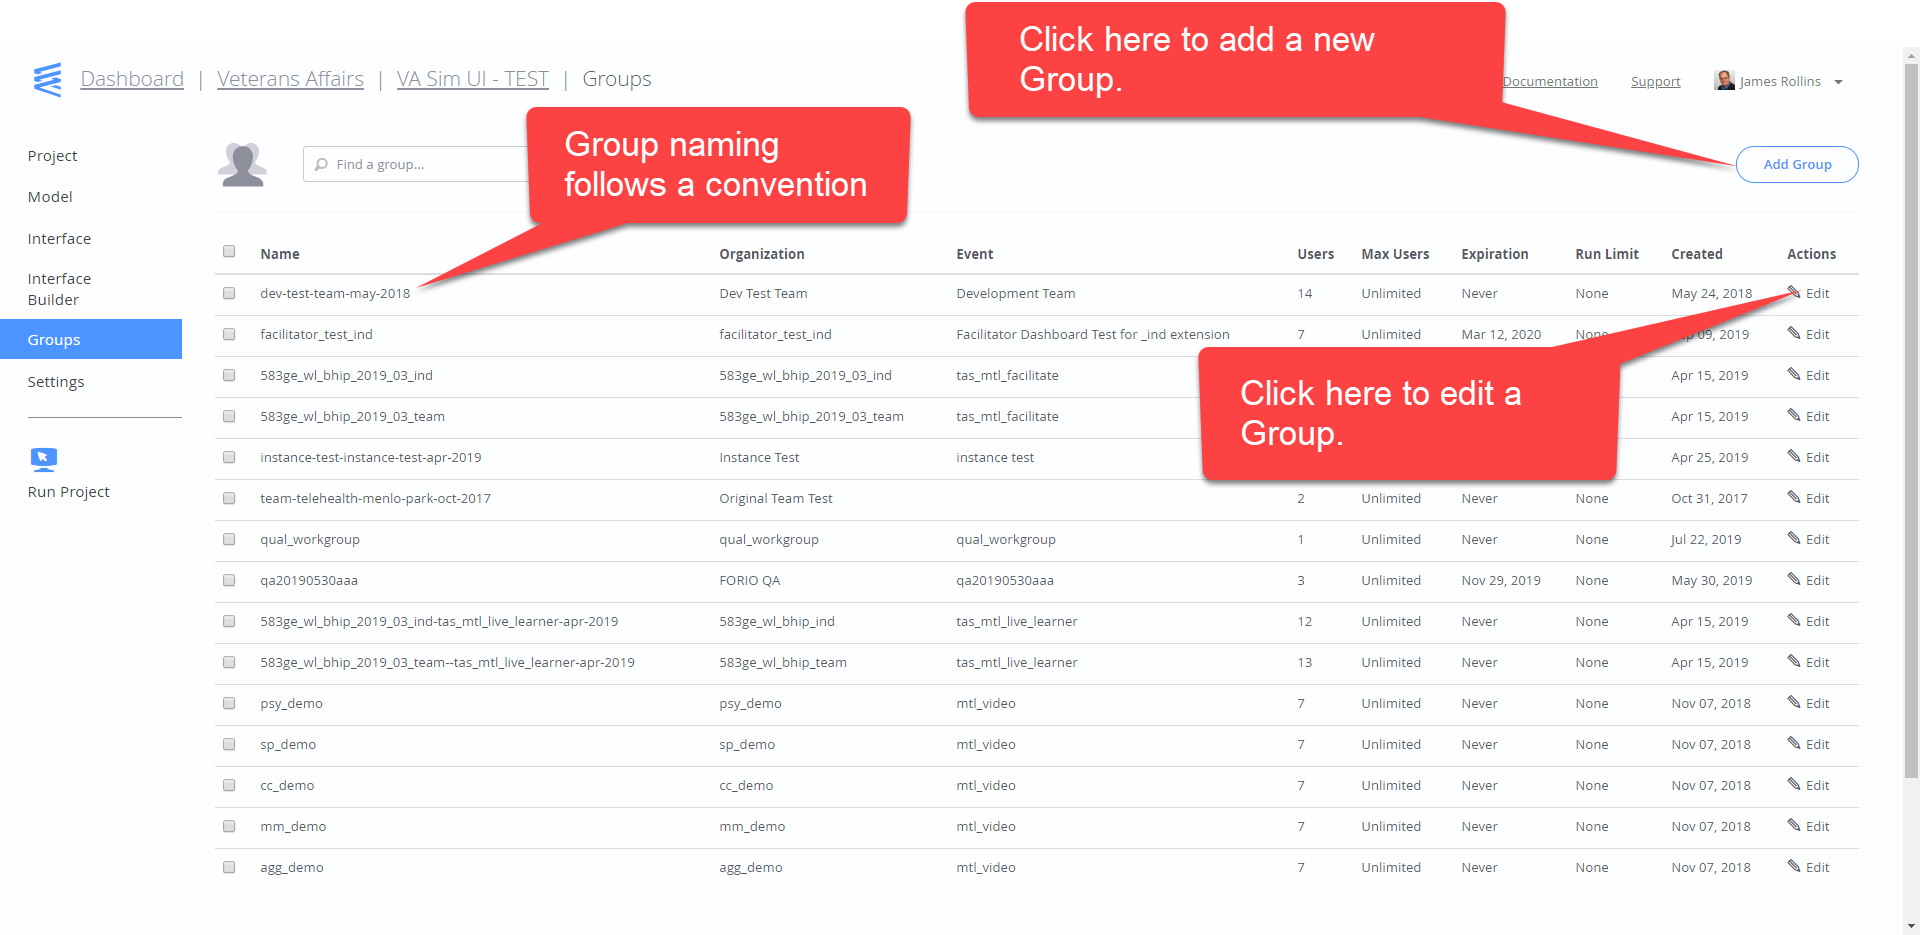 Click here to add a new
Group.
Dashboard | Veterans Affairs | VA Sim UI - TEST | Groups
Documentation Support James Rollins
Group naming
follows a convention
Project
Model
Interface
Interface
Builder
Groups
Settings
Run Project
Find a group...
Add Group
Name Organization Event Users Max Users Expiration Run Limit Created Actions
dev-test-team-may-2018 Dev Test Team Development Team 14 Unlimited Never None May 24, 2018 Edit
facilitator_test_ind facilitator_test_ind Facilitator Dashboard Test for _ind extension 7 Unlimited Mar 12, 2020 None 09, 2019 Edit
583ge_wl_bhip_2019_03_ind 583ge_wl_bhip_2019_03_ind tas_mtl_facilitate Apr 15, 2019 Edit
583ge_wl_bhip_2019_03_team 583ge_wl_bhip_2019_03_team tas_mtl_facilitate Apr 15, 2019 Edit
Click here to edit a
Group.
instance-test-instance-test-apr-2019 Instance Test instance test Apr 25, 2019 Edit
team-telehealth-menlo-park-oct-2017 Original Team Test 2 Unlimited Never None Oct 31, 2017 Edit
qual_workgroup qual_workgroup qual_workgroup 1 Unlimited Never None Jul 22, 2019 Edit
qa20190530aaa FORIO QA qa20190530aaa 3 Unlimited Nov 29, 2019 None May 30, 2019 Edit
583ge_wl_bhip_2019_03_ind-tas_mtl_live_learner-apr-2019 583ge_wl_bhip_ind tas_mtl_live_learner 12 Unlimited Never None Apr 15, 2019 Edit
583ge_wl_bhip_2019_03_team--tas_mtl_live_learner-apr-2019 583ge_wl_bhip_team tas_mtl_live_learner 13 Unlimited Never None Apr 15, 2019 Edit
psy_demo psy_demo mtl_video 7 Unlimited Never None Nov 07, 2018 Edit
sp_demo sp_demo mtl_video 7 Unlimited Never None Nov 07, 2018 Edit
cc_demo cc_demo mtl_video 7 Unlimited Never None Nov 07, 2018 Edit
mm_demo mm_demo mtl_video 7 Unlimited Never None Nov 07, 2018 Edit
agg_demo agg_demo mtl_video 7 Unlimited Never None Nov 07, 2018 Edit